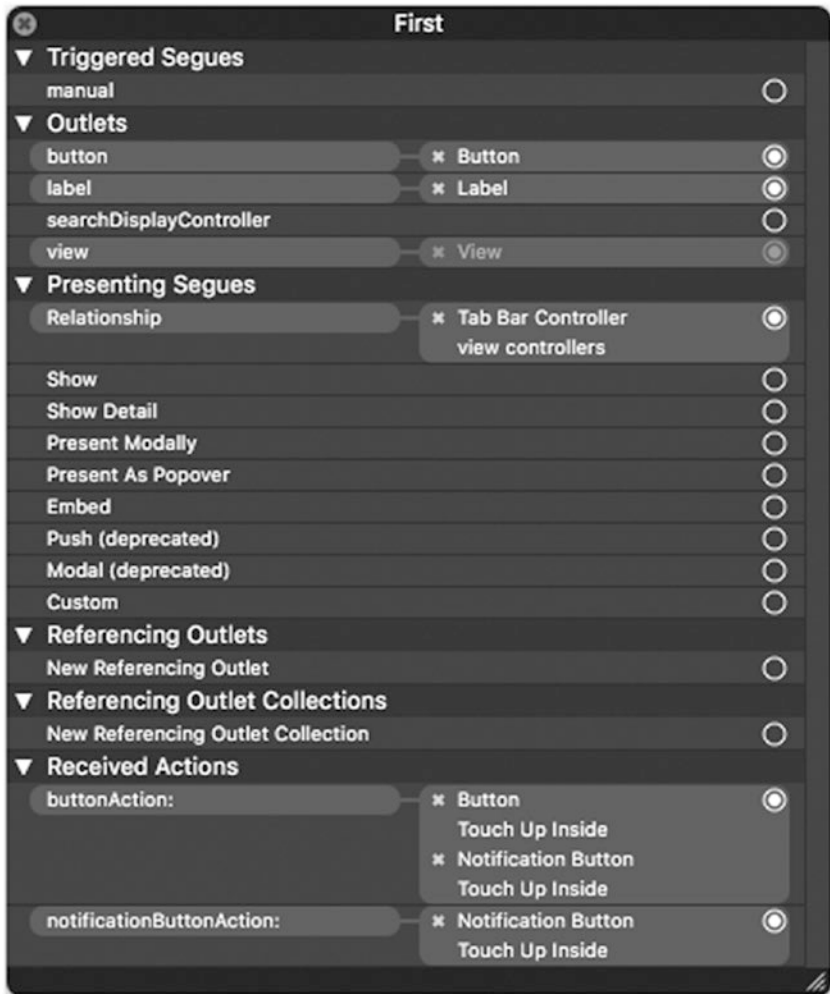 First
Triggered Segues
manual
Outlets
button Button
label Label
searchDisplayController
view View
Presenting Segues
Relationship Tab Bar Controller
view controllers
Show
Show Detail
Present Modally
Present As Popover
Embed
Push (deprecated)
Modal (deprecated)
Custom
Referencing Outlets
New Referencing Outlet
Referencing Outlet Collections
New Referencing Outlet Collection
Received Actions
buttonAction: Button
Touch Up Inside
Notification Button
Touch Up Inside
notificationButtonAction: Notification Button
Touch Up Inside